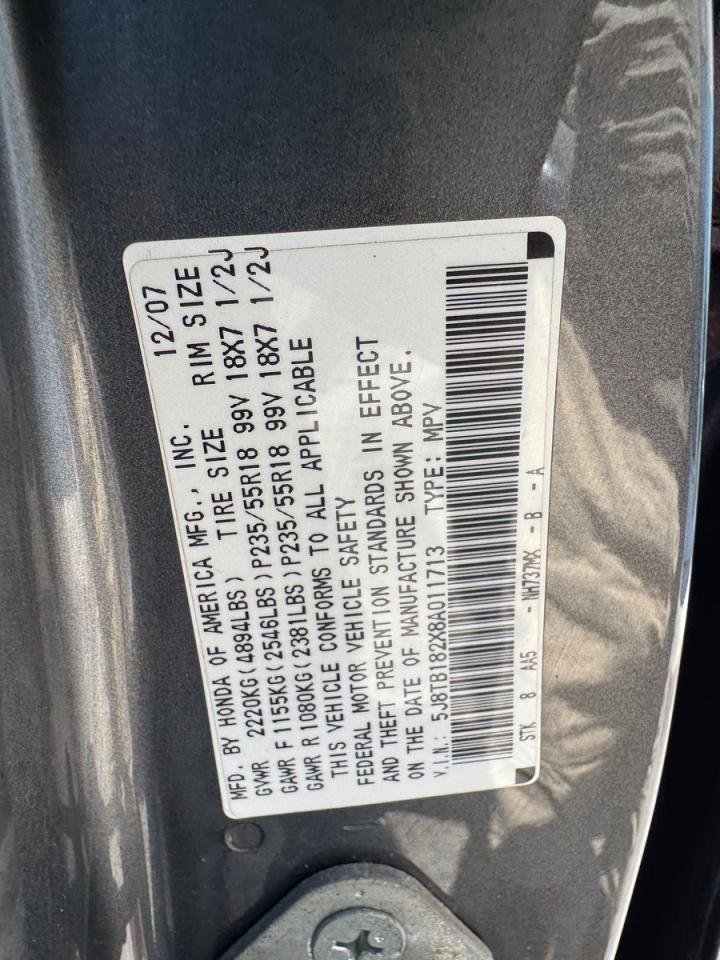 MFD. BY HONDA OF AMERICA MFG., INC. 12/07
GVWR 2220KG(4894LBS) TIRE SIZE RIM SIZE
GAWR F 1155KG(2546LBS)P235/55R18 99V 18X7 1/2J
GAWR R 1080KG(2381LBS)P235/55R18 99V 18X7 1/2J
THIS VEHICLE CONFORMS TO ALL APPLICABLE
FEDERAL MOTOR VEHICLE SAFETY
AND THEFT PREVENTION STANDARDS IN EFFECT
ON THE DATE OF MANUFACTURE SHOWN ABOVE.
V.I.N.: 5J8TB182X8A011713 TYPE: MPV
STK 8 AA5 - NH737MX - B - A